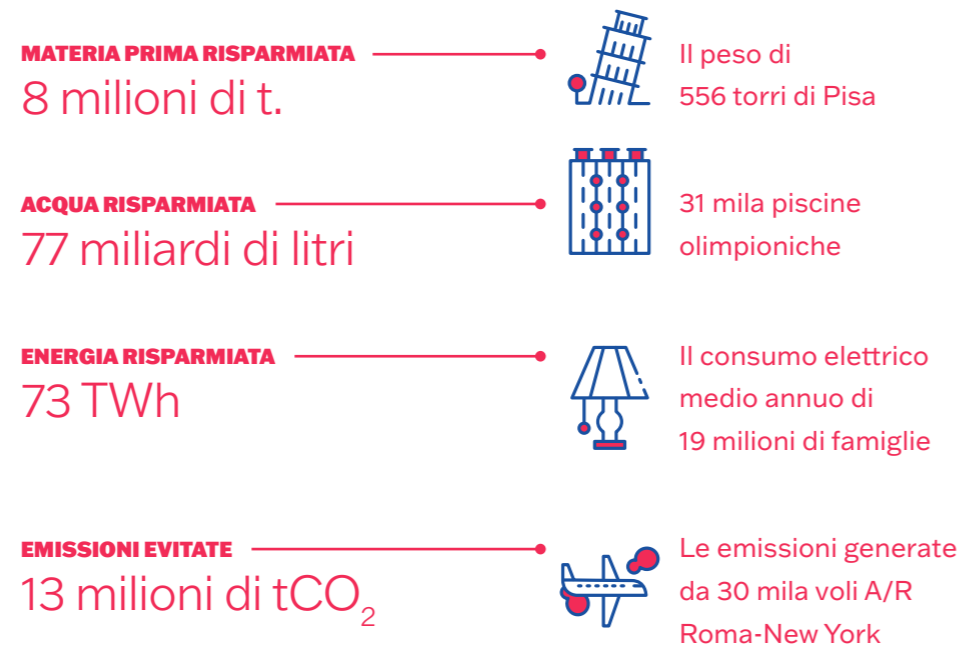 MATERIA PRIMA RISPARMIATA
8 milioni di t.
Il peso di
556 torri di Pisa
ACQUA RISPARMIATA
77 miliardi di litri
31 mila piscine
olimpioniche
ENERGIA RISPARMIATA
73 TWh
Il consumo elettrico
medio annuo di
19 milioni di famiglie
EMISSIONI EVITATE
13 milioni di tCO₂
Le emissioni generate
da 30 mila voli A/R
Roma-New York